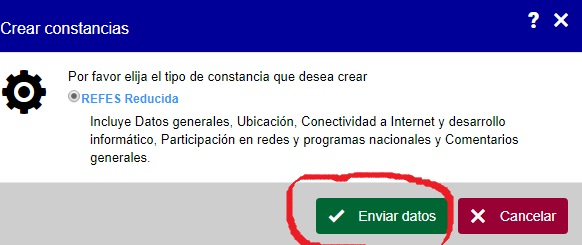 Crear constancias ? ×
Por favor elija el tipo de constancia que desea crear
REFES Reducida
Incluye Datos generales, Ubicación, Conectividad a Internet y desarrollo
informático, Participación en redes y programas nacionales y Comentarios
generales.
Enviar datos Cancelar